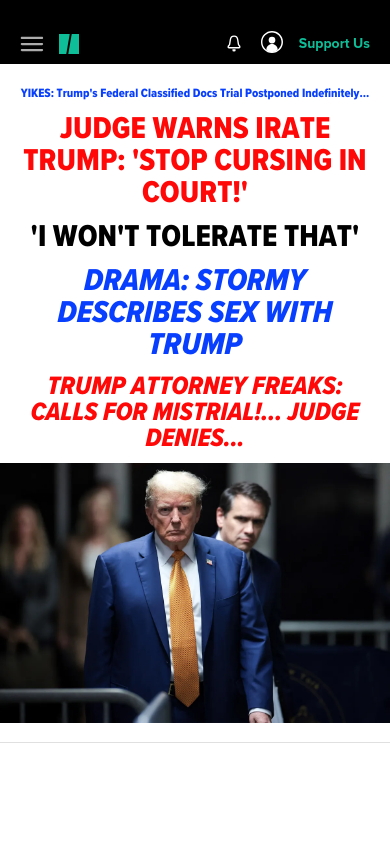 Support Us
YIKES: Trump's Federal Classified Docs Trial Postponed Indefinitely...
JUDGE WARNS IRATE
TRUMP: 'STOP CURSING IN
COURT!'
'I WON'T TOLERATE THAT'
DRAMA: STORMY
DESCRIBES SEX WITH
TRUMP
TRUMP ATTORNEY FREAKS:
CALLS FOR MISTRIAL!... JUDGE
DENIES...